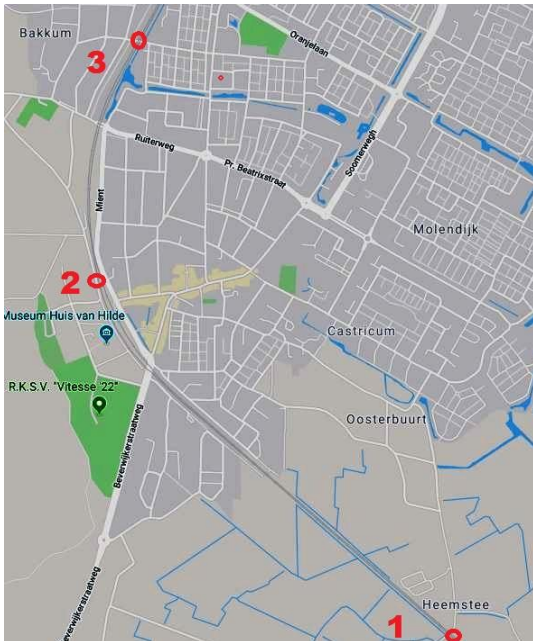 Bakkum
3
Oranjelaan
Ruiterweg
Pr. Beatrixstraat
Soomerwegh
Mient
Molendijk
2
Museum Huis van Hilde
Castricum
R.K.S.V. "Vitesse '22"
Beverwijkerstraatweg
Oosterbuurt
Beverwijkerstraatweg
Heemstee
1